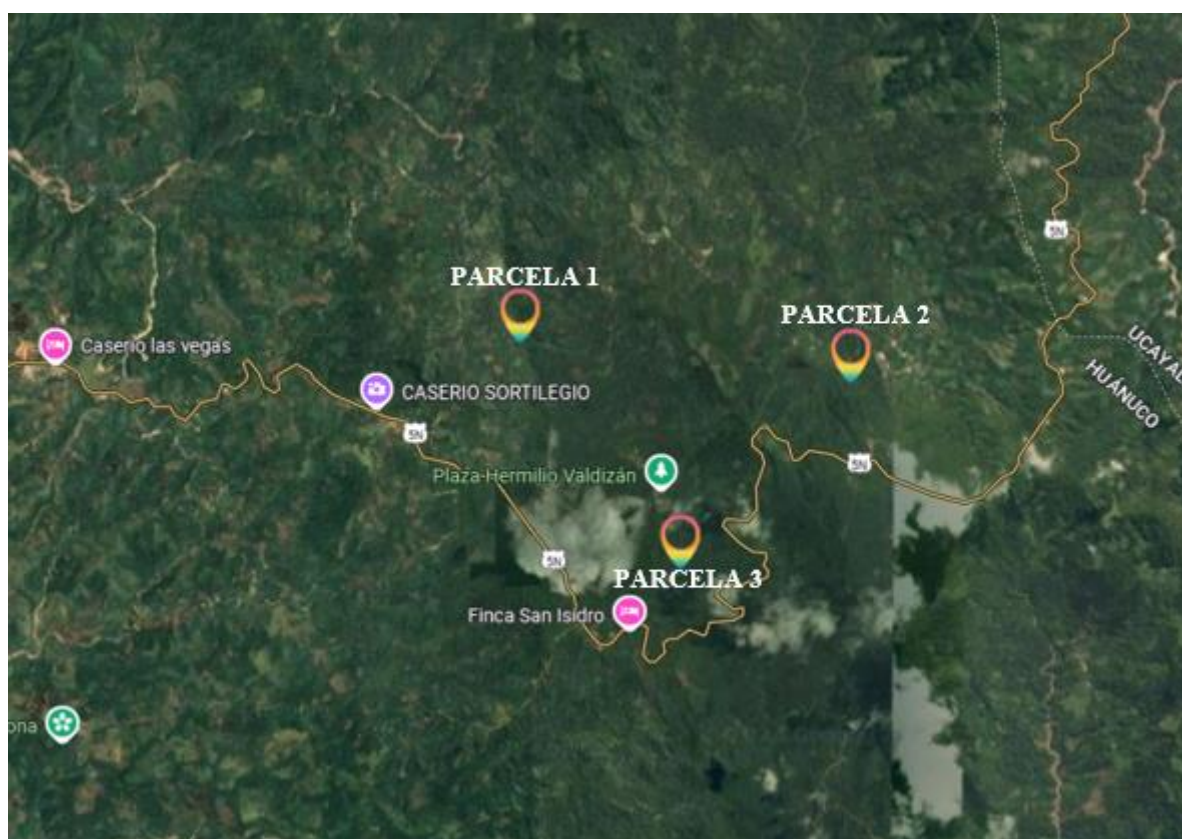 5N
PARCELA 1
PARCELA 2
UCAYAL
Caserio las vegas
HUÁNUCO
CASERIO SORTILEGIO
5N
5N
Plaza-Hermilio Valdizán
5N
PARCELA 3
Finca San Isidro
ona